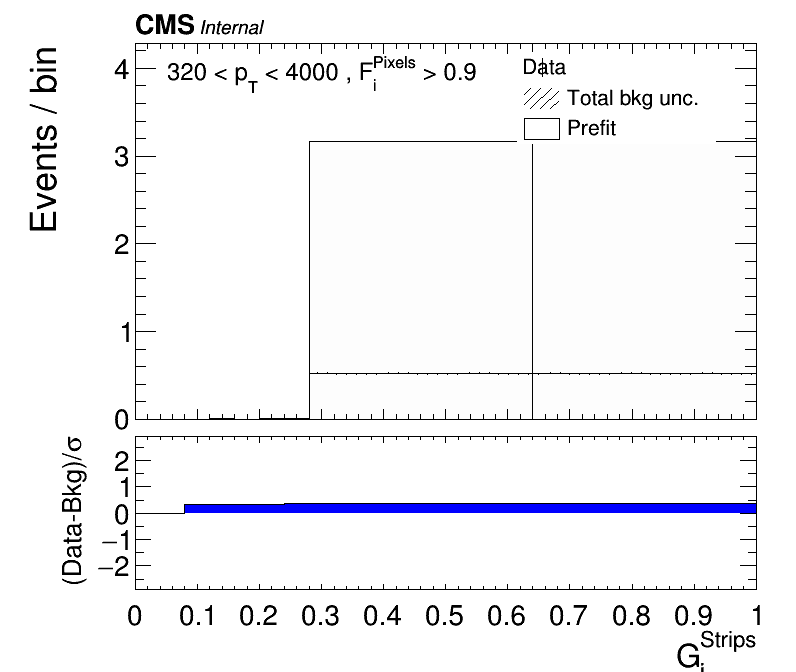 CMS Internal
320 < p_T < 4000 , F_i^Pixels > 0.9
Data
Total bkg unc.
Prefit
Events / bin
4
3
2
1
0
(Data-Bkg)/σ
2
1
0
−1
−2
0 0.1 0.2 0.3 0.4 0.5 0.6 0.7 0.8 0.9 1
G_i^Strips